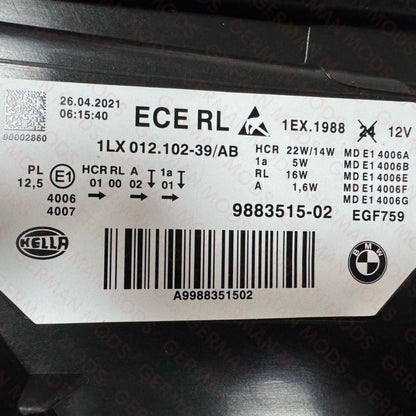 26.04.2021
06:15:40
00002860
ECE RL
1EX.1988
24 12V
1LX 012.102-39/AB
HCR 22W/14W MD E1 4006A
1a 5W MD E1 4006B
RL 16W MD E1 4006E
A 1,6W MD E1 4006F
MD E1 4006G
PL
12,5
E1
HCR RL A 1a
01 00 02 01
4006
4007
9883515-02
EGF759
HELLA
BMW
A9988351502
GERMAN MODS.